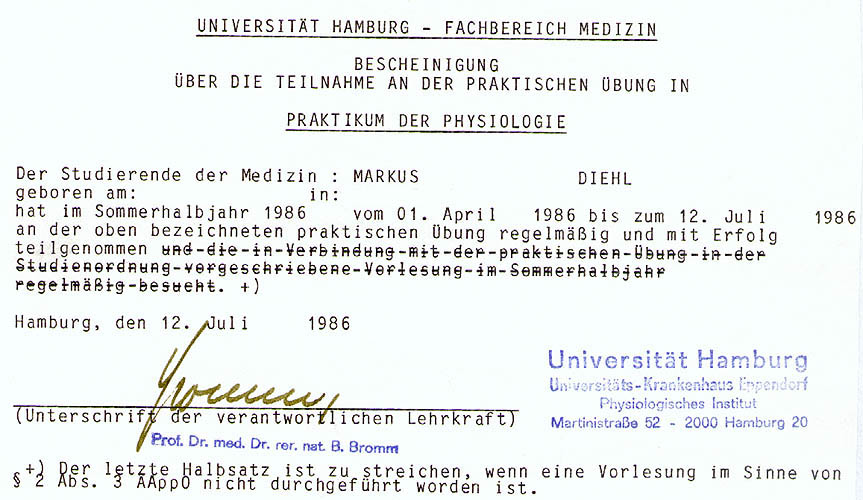 UNIVERSITÄT HAMBURG - FACHBEREICH MEDIZIN
BESCHEINIGUNG
ÜBER DIE TEILNAHME AN DER PRAKTISCHEN ÜBUNG IN
PRAKTIKUM DER PHYSIOLOGIE
Der Studierende der Medizin : MARKUS DIEHL
geboren am: in:
hat im Sommerhalbjahr 1986 vom 01. April 1986 bis zum 12. Juli 1986
an der oben bezeichneten praktischen Übung regelmäßig und mit Erfolg
teilgenommen und die in Verbindung mit der praktischen Übung in der
Studienordnung vorgeschriebene Vorlesung im Sommerhalbjahr
regelmäßig besucht. +)
Hamburg, den 12. Juli 1986
Bromm
(Unterschrift der verantwortlichen Lehrkraft)
Prof. Dr. med. Dr. rer. nat. B. Bromm
Universität Hamburg
Universitäts-Krankenhaus Eppendorf
Physiologisches Institut
Martinistraße 52 - 2000 Hamburg 20
+) Der letzte Halbsatz ist zu streichen, wenn eine Vorlesung im Sinne von
§ 2 Abs. 3 AAppO nicht durchgeführt worden ist.